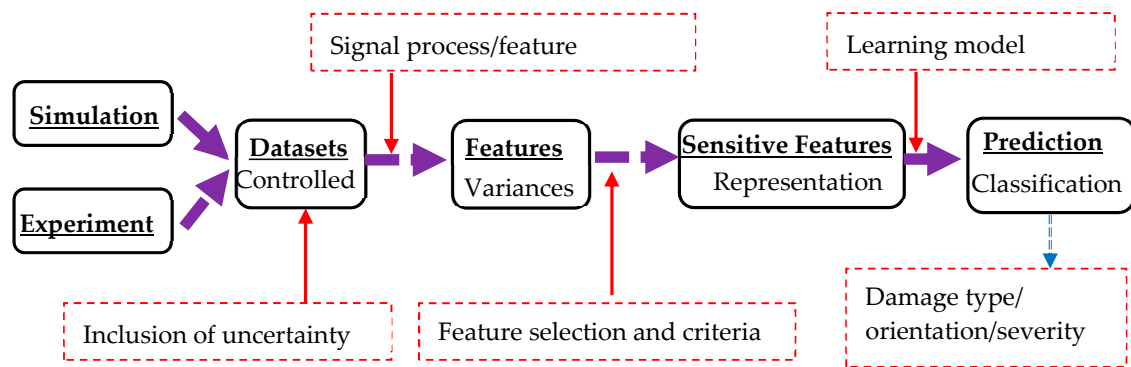 Signal process/feature
Learning model
Simulation
Experiment
Datasets
Controlled
Features
Variances
Sensitive Features
Representation
Prediction
Classification
Inclusion of uncertainty
Feature selection and criteria
Damage type/
orientation/severity